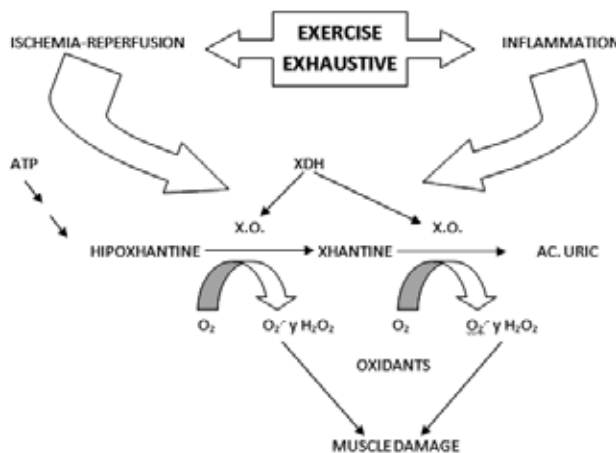 EXERCISE
EXHAUSTIVE
ISCHEMIA-REPERFUSION
INFLAMMATION
ATP
XDH
X.O.
X.O.
HIPOXHANTINE
XHANTINE
AC. URIC
O₂
O₂⁻ y H₂O₂
O₂
O₂⁻ y H₂O₂
OXIDANTS
MUSCLE DAMAGE